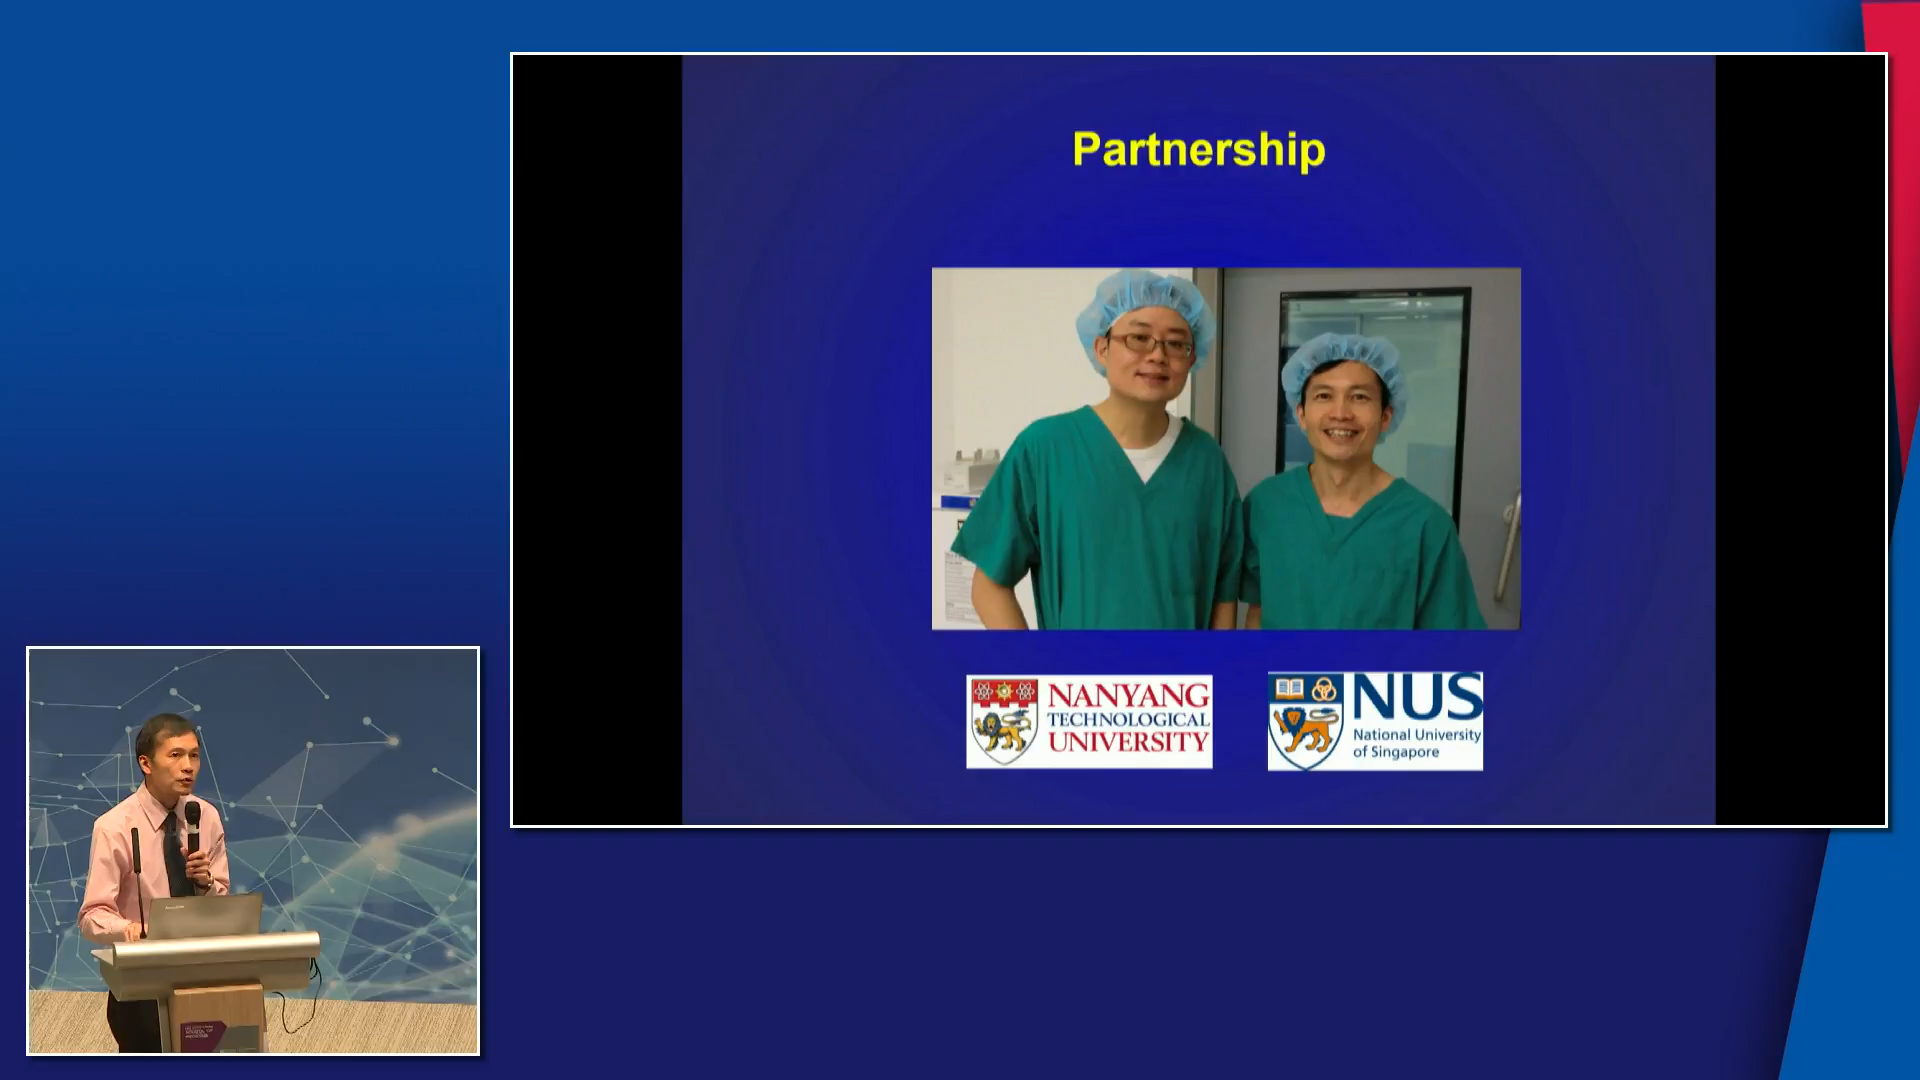 Partnership
NANYANG
TECHNOLOGICAL
UNIVERSITY
NUS
National University
of Singapore